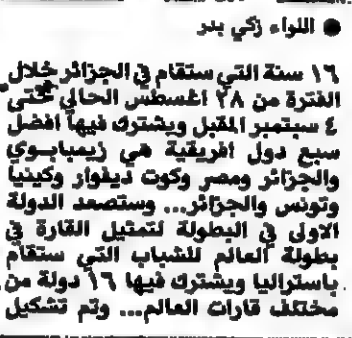 ● اللواء زكي بدر
١٦ سنة التي ستقام في الجزائر خلال
الفترة من ٢٨ اغسطس الحالي حتى
٤ سبتمبر المقبل ويشترك فيها افضل
سبع دول افريقية هي زيمبابـوي
والجزائر ومصر وكوت ديفوار وكينيا
وتونس والجزائر... وستصعد الدولة
الاولى في البطولة لتمثيل القارة في
بطولة العالم للشباب التي ستقام
باستراليا ويشترك فيها ١٦ دولة من
مختلف قارات العالم... وتم تشكيل